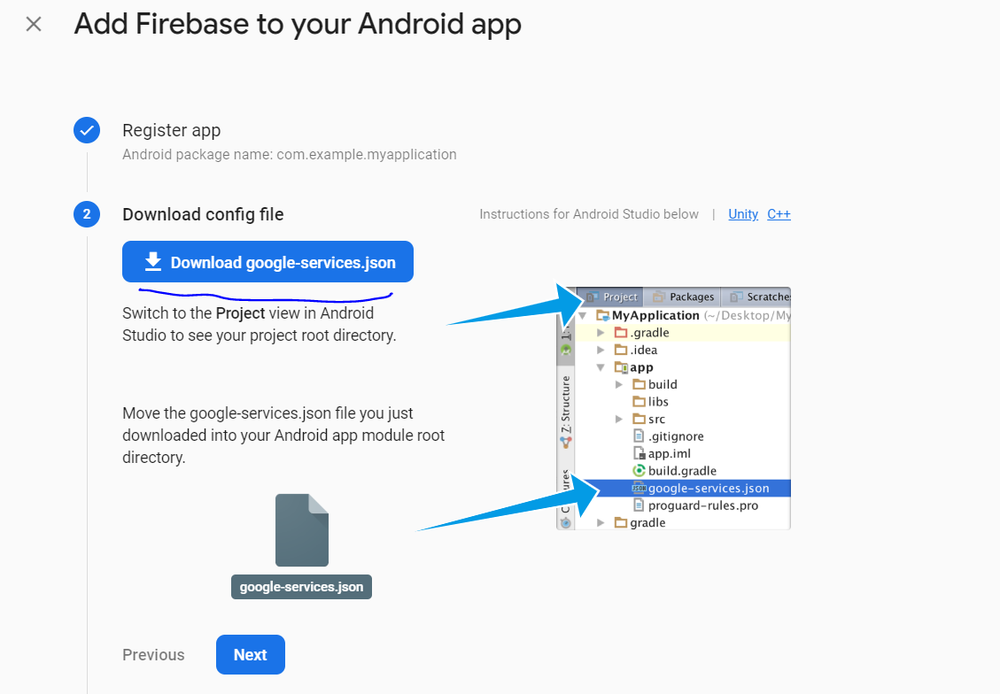 Add Firebase to your Android app
Register app
Android package name: com.example.myapplication
2
Download config file
Instructions for Android Studio below | Unity C++
Download google-services.json
Switch to the Project view in Android
Studio to see your project root directory.
Move the google-services.json file you just
downloaded into your Android app module root
directory.
google-services.json
Project Packages Scratches
MyApplication (~/Desktop/My
.gradle
.idea
app
build
libs
src
.gitignore
app.iml
build.gradle
JSON google-services.json
proguard-rules.pro
gradle
1:
Z: Structure
Previous
Next